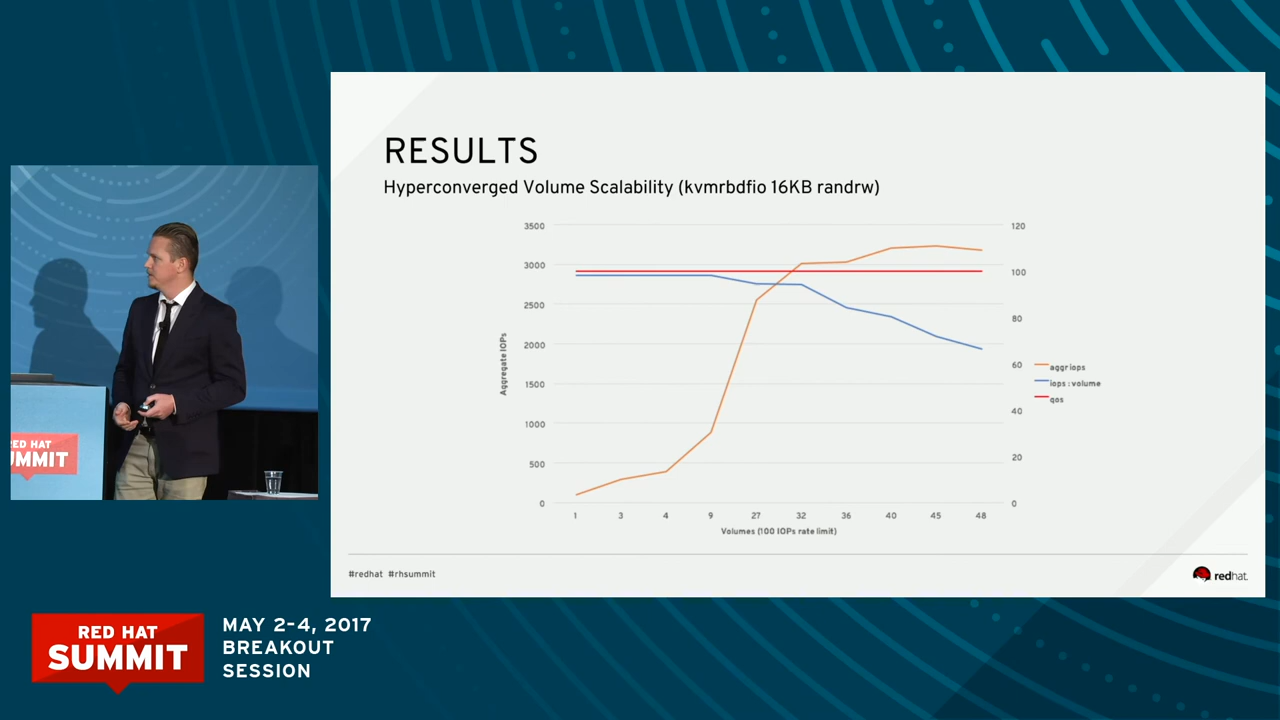 RESULTS
Hyperconverged Volume Scalability (kvmrbdfio 16KB randrw)
3500
3000
2500
2000
1500
1000
500
0
Aggregate IOPs
120
100
80
60
40
20
0
1 3 4 9 27 32 36 40 45 48
Volumes (100 IOPs rate limit)
aggr iops
iops : volume
qos
#redhat #rhsummit
redhat.
ED HAT
UMMIT
RED HAT
SUMMIT
MAY 2-4, 2017
BREAKOUT
SESSION